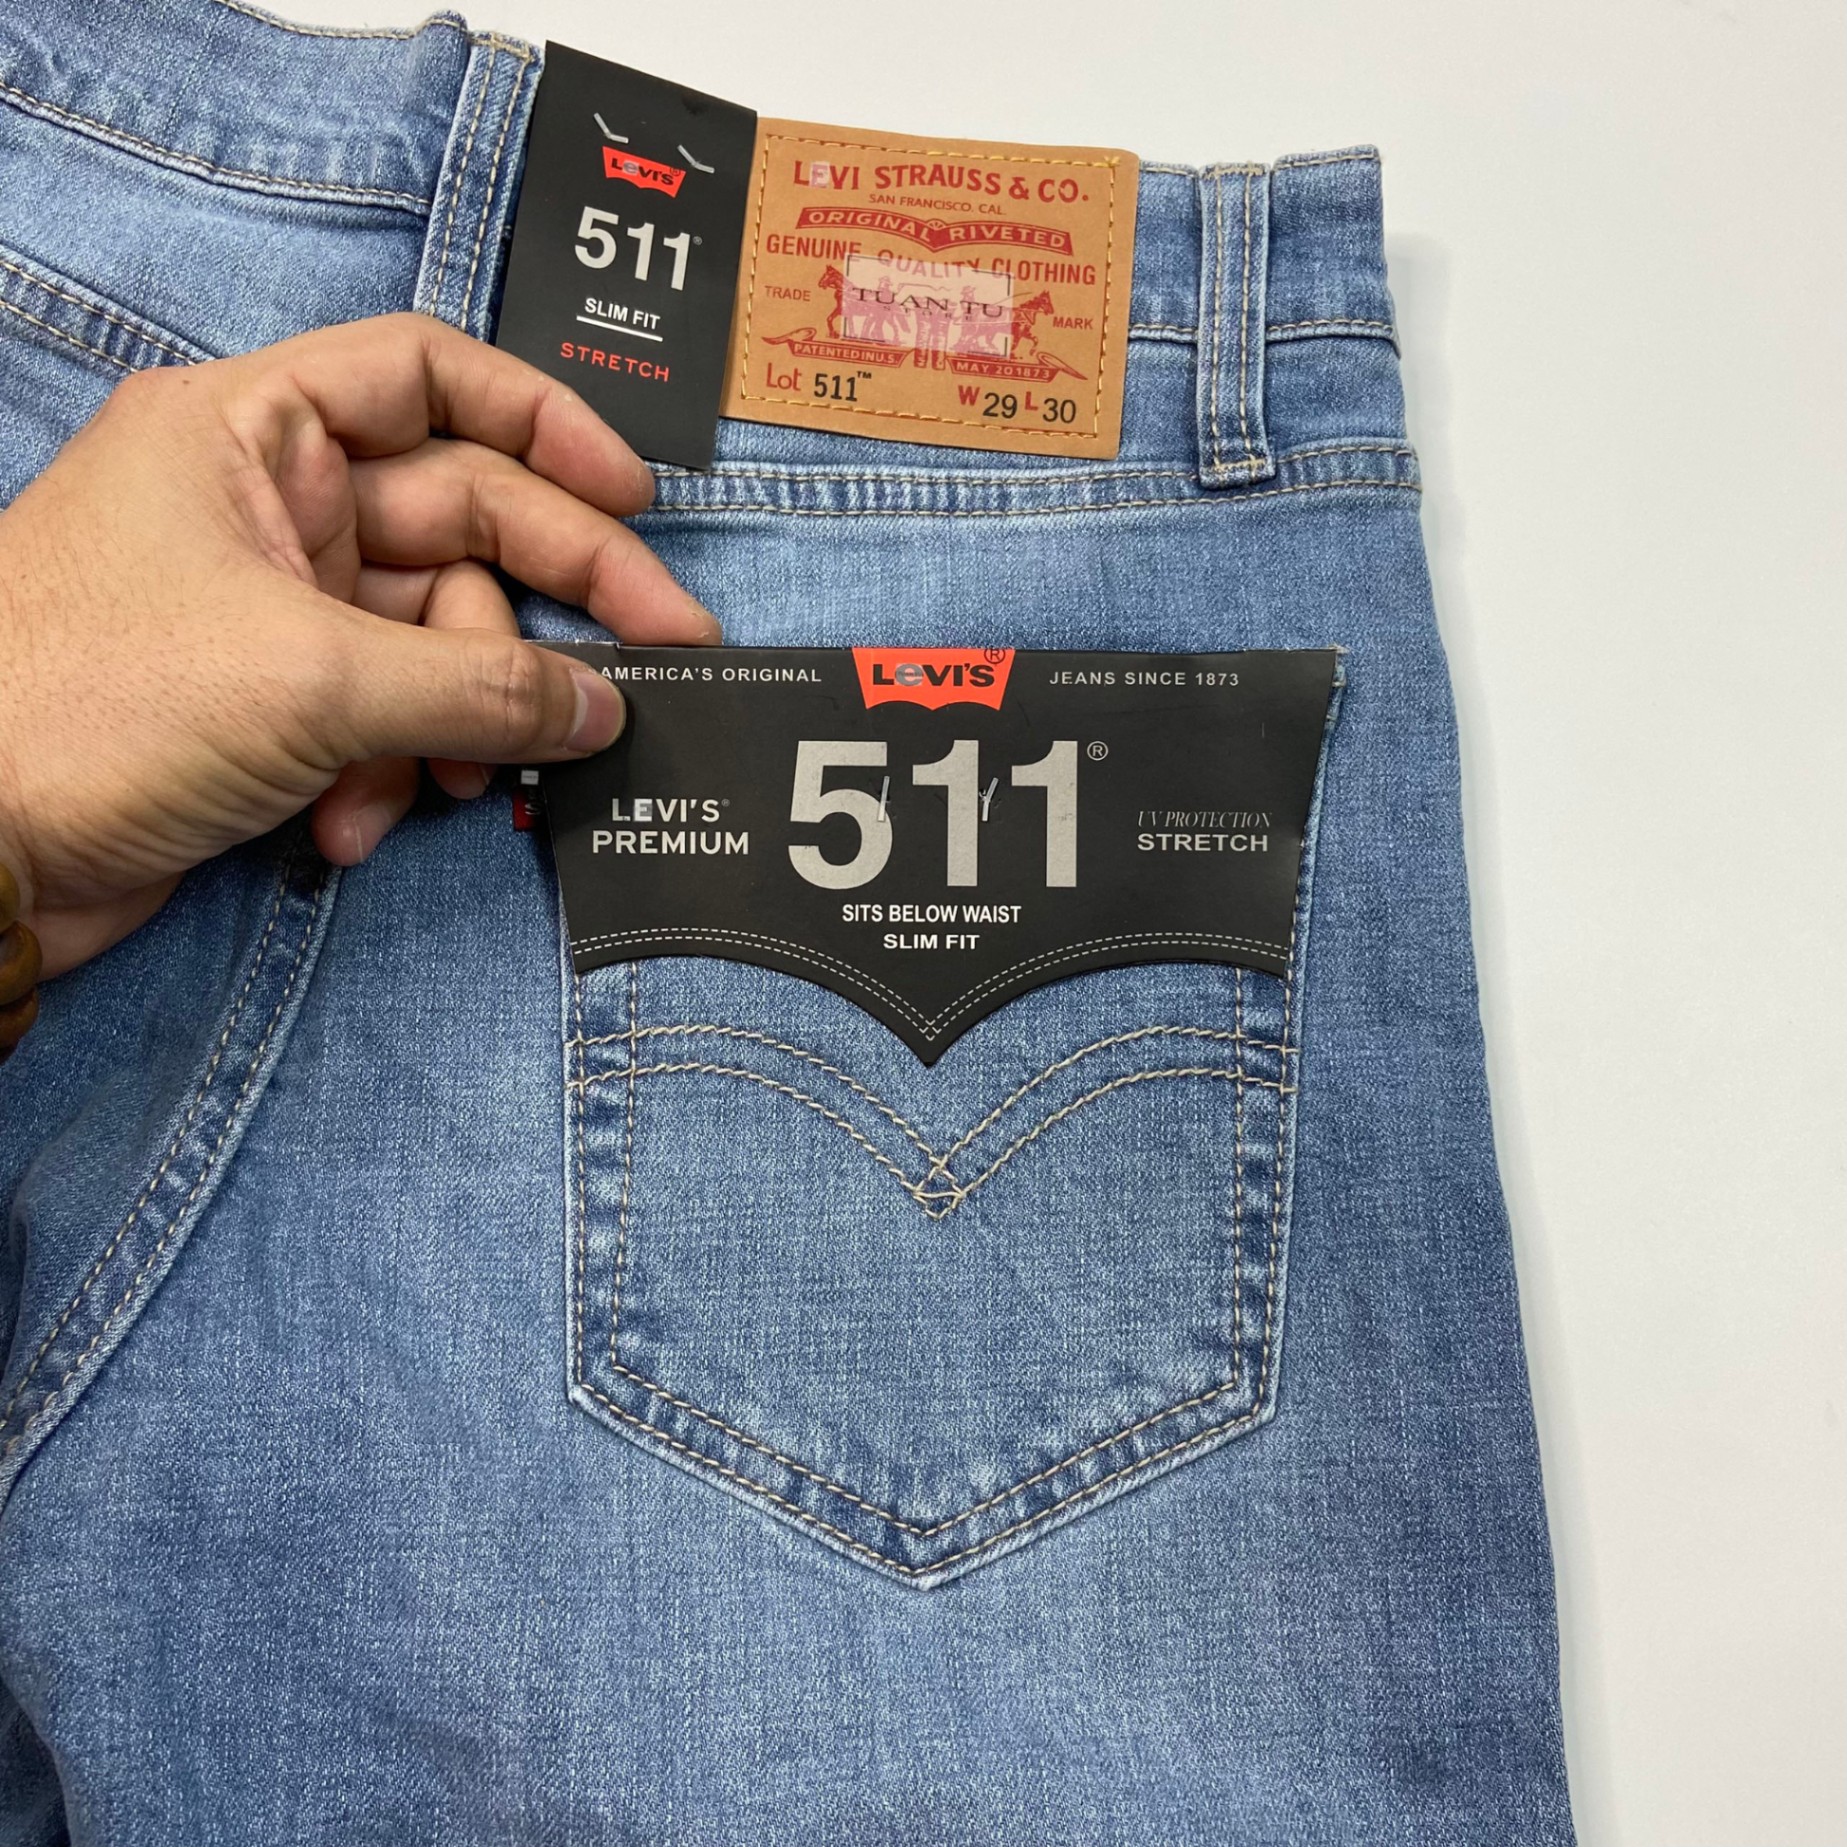 LEVI'S®
511®
SLIM FIT
STRETCH
LEVI STRAUSS & CO.
SAN FRANCISCO. CAL
ORIGINAL RIVETED
GENUINE QUALITY CLOTHING
TRADE MARK
TUAN TU
STORE
PATENTED IN U.S. MAY 20 1873
Lot 511™ W 29 L 30
AMERICA'S ORIGINAL LEVI'S® JEANS SINCE 1873
LEVI'S®
PREMIUM
511®
UV PROTECTION
STRETCH
SITS BELOW WAIST
SLIM FIT